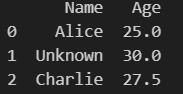 Name Age
0 Alice 25.0
1 Unknown 30.0
2 Charlie 27.5